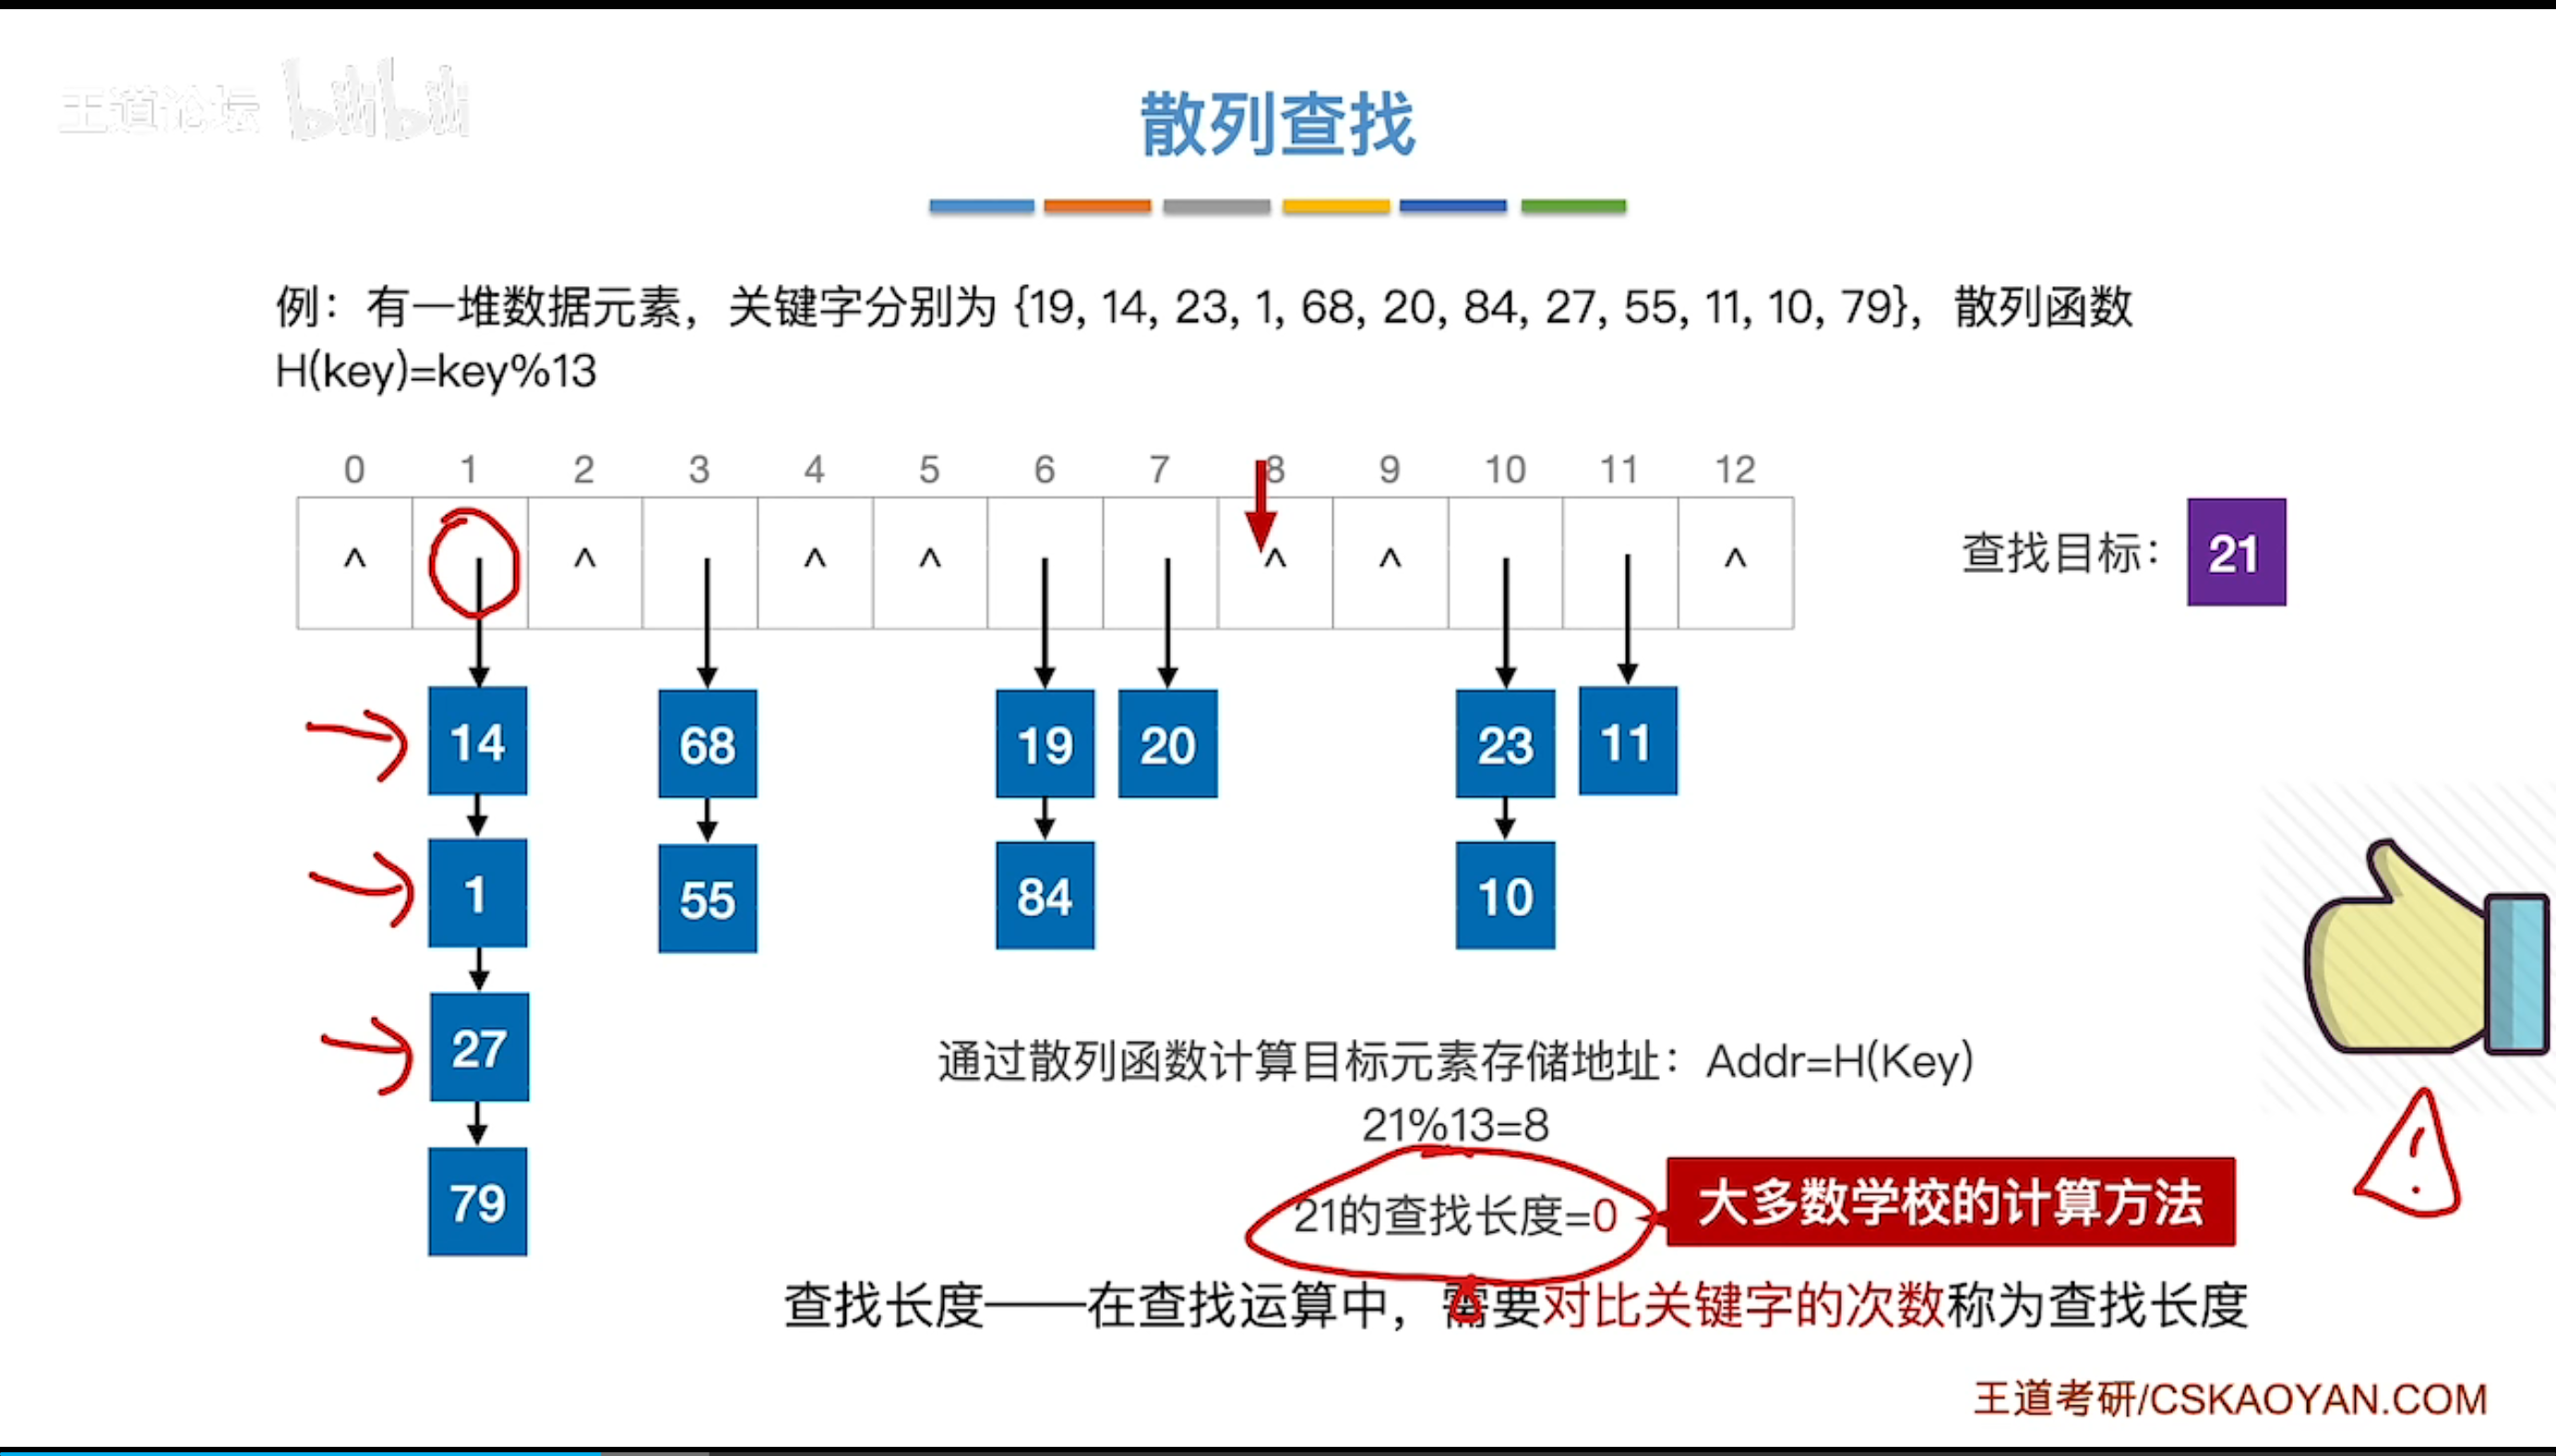 王道论坛 bilibili
散列查找
例：有一堆数据元素，关键字分别为 {19, 14, 23, 1, 68, 20, 84, 27, 55, 11, 10, 79}，散列函数
H(key)=key%13
0 1 2 3 4 5 6 7 8 9 10 11 12
^ ^ ^ ^ ^ ^ ^
查找目标： 21
14 68 19 20 23 11
1 55 84 10
27
79
通过散列函数计算目标元素存储地址：Addr=H(Key)
21%13=8
21的查找长度=0
大多数学校的计算方法
查找长度——在查找运算中，需要对比关键字的次数称为查找长度
王道考研/CSKAOYAN.COM